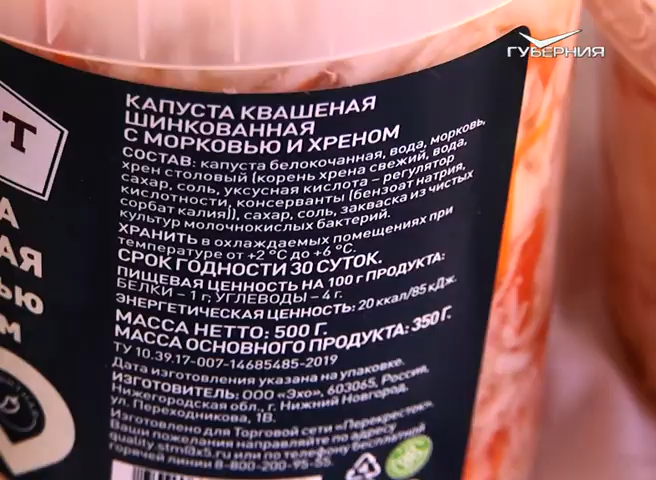 ГУБЕРНИЯ
Т
А
АЯ
ЬЮ
М
КАПУСТА КВАШЕНАЯ
ШИНКОВАННАЯ
С МОРКОВЬЮ И ХРЕНОМ
СОСТАВ: капуста белокочанная, вода, морковь,
хрен столовый (корень хрена свежий, вода,
сахар, соль, уксусная кислота – регулятор
кислотности, консерванты (бензоат натрия,
сорбат калия)), сахар, соль, закваска из чистых
культур молочнокислых бактерий.
ХРАНИТЬ в охлаждаемых помещениях при
температуре от +2 °С до +6 °С.
СРОК ГОДНОСТИ 30 СУТОК.
ПИЩЕВАЯ ЦЕННОСТЬ НА 100 г ПРОДУКТА:
БЕЛКИ – 1 г; УГЛЕВОДЫ – 4 г.
ЭНЕРГЕТИЧЕСКАЯ ЦЕННОСТЬ: 20 ккал/85 кДж.
МАССА НЕТТО: 500 Г.
МАССА ОСНОВНОГО ПРОДУКТА: 350 Г.
ТУ 10.39.17-007-14685485-2019
Дата изготовления указана на упаковке.
ИЗГОТОВИТЕЛЬ: ООО «Эхо», 603065, Россия,
Нижегородская обл., г. Нижний Новгород,
ул. Переходникова, 1В.
Изготовлено для Торговой сети «Перекресток».
Ваши пожелания направляйте по адресу
quality.stm@x5.ru или по телефону бесплатной
горячей линии 8-800-200-95-55.